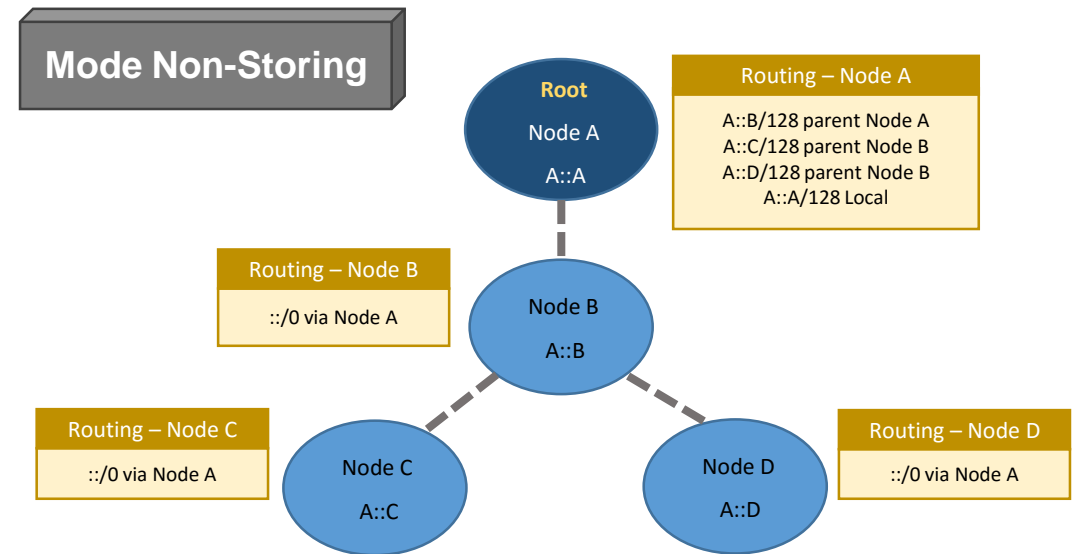 Mode Non-Storing
Root
Node A
A::A
Routing – Node A
A::B/128 parent Node A
A::C/128 parent Node B
A::D/128 parent Node B
A::A/128 Local
Routing – Node B
::/0 via Node A
Node B
A::B
Routing – Node C
::/0 via Node A
Node C
A::C
Node D
A::D
Routing – Node D
::/0 via Node A